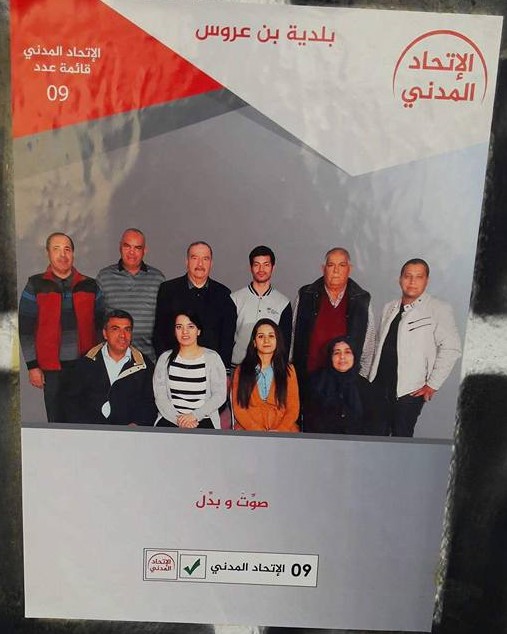 بلدية بن عروس
الإتحاد المدني
قائمة عدد
09
الإتحاد
المدني
صوِّتَ و بدِّلَ
09 الإتحاد المدني
الإتحاد
المدني